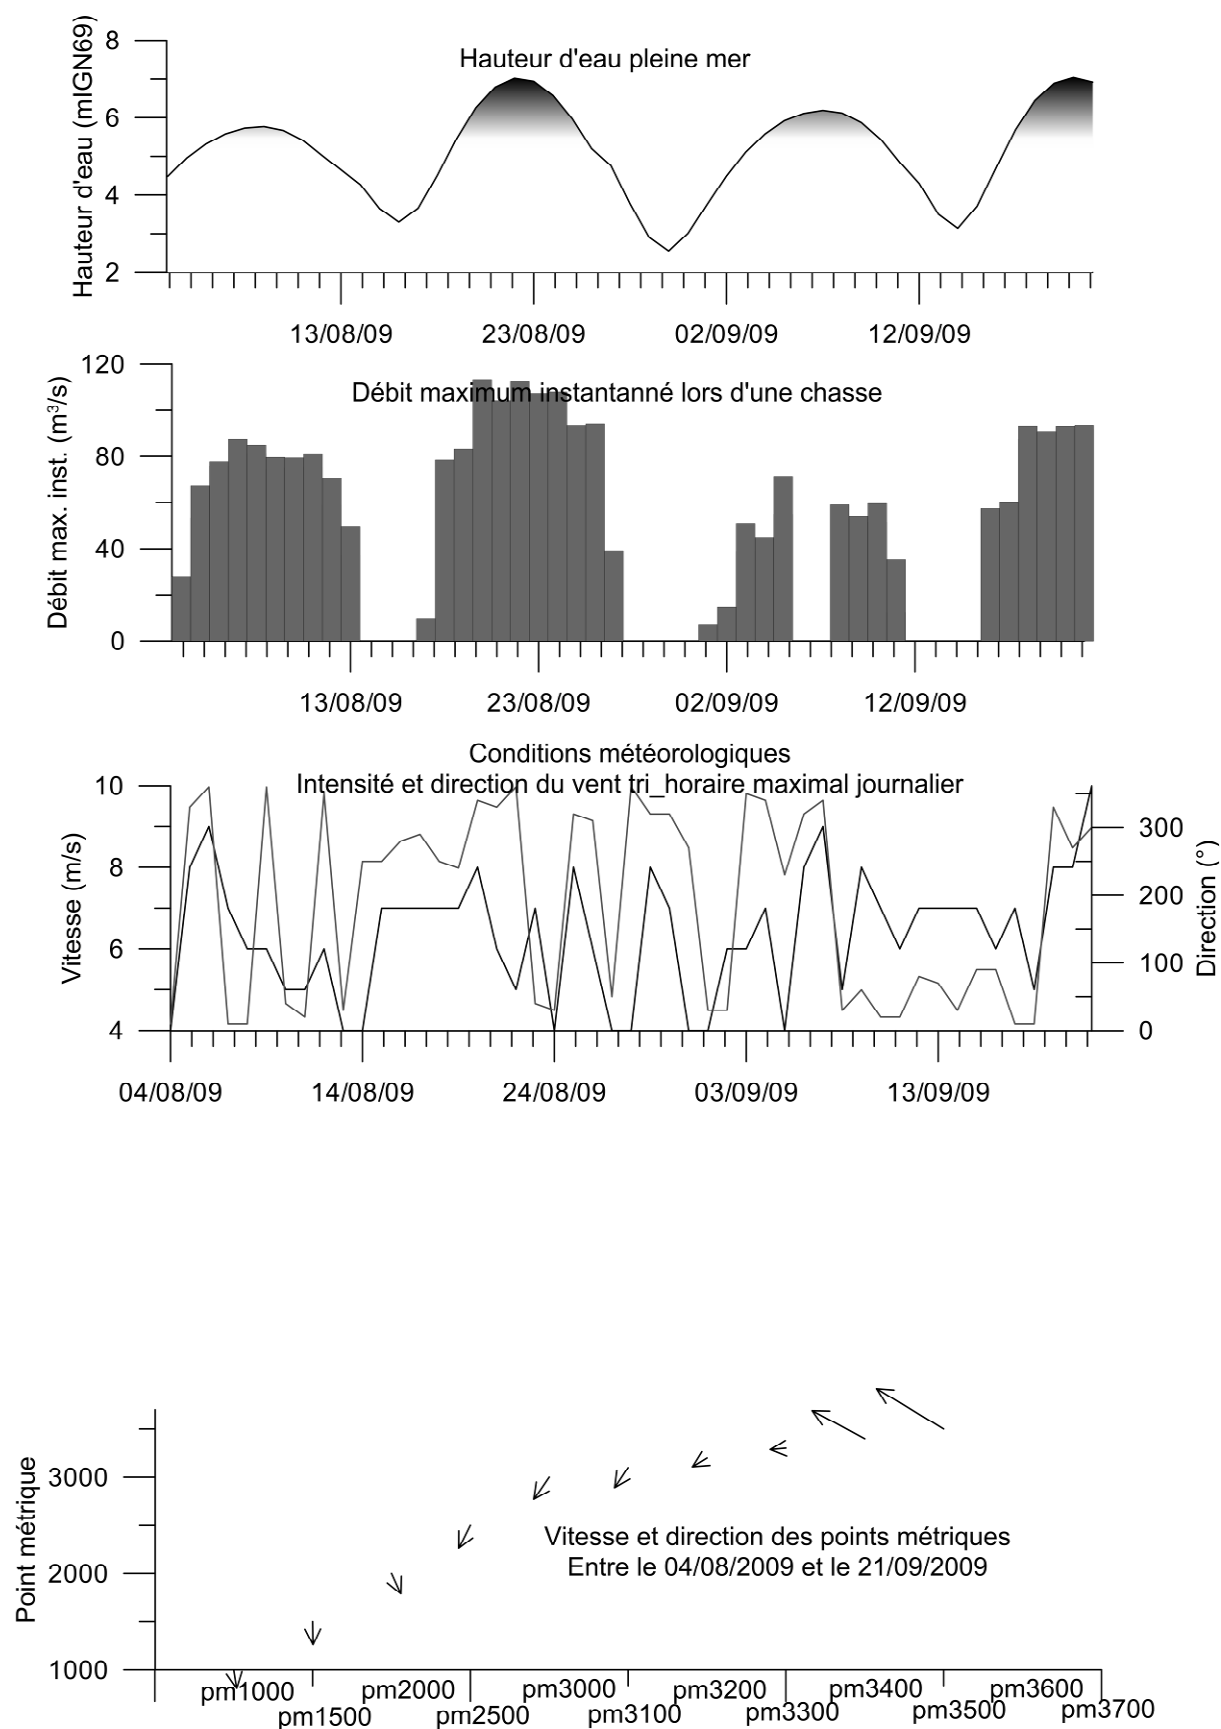 Hauteur d'eau pleine mer
Hauteur d'eau (mIGN69)
8
6
4
2
13/08/09 23/08/09 02/09/09 12/09/09
Débit maximum instantanné lors d'une chasse
Débit max. inst. (m³/s)
120
80
40
0
13/08/09 23/08/09 02/09/09 12/09/09
Conditions météorologiques
Intensité et direction du vent tri_horaire maximal journalier
Vitesse (m/s)
10
8
6
4
300
200
100
0
Direction (°)
04/08/09 14/08/09 24/08/09 03/09/09 13/09/09
Point métrique
3000
2000
1000
Vitesse et direction des points métriques
Entre le 04/08/2009 et le 21/09/2009
pm1000 pm2000 pm3000 pm3200 pm3400 pm3600
pm1500 pm2500 pm3100 pm3300 pm3500 pm3700